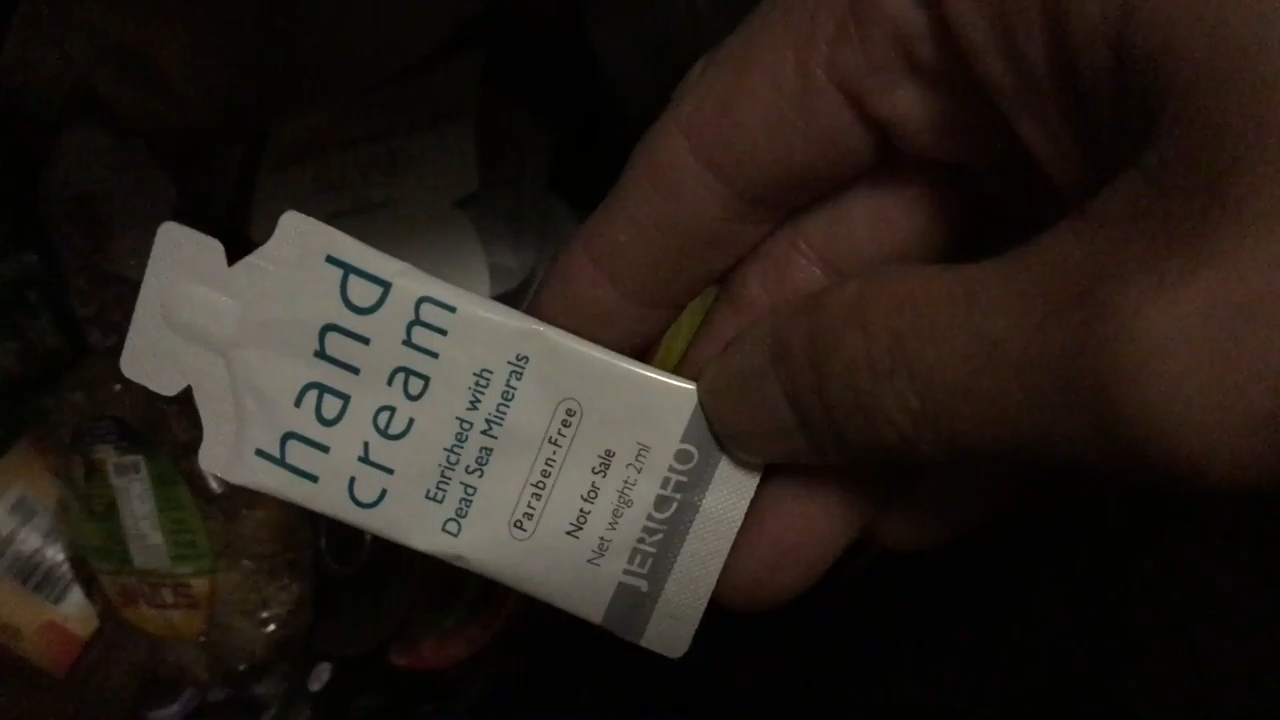 hand
cream
Enriched with
Dead Sea Minerals
Paraben-Free
Not for Sale
Net weight: 2ml
JERICHO